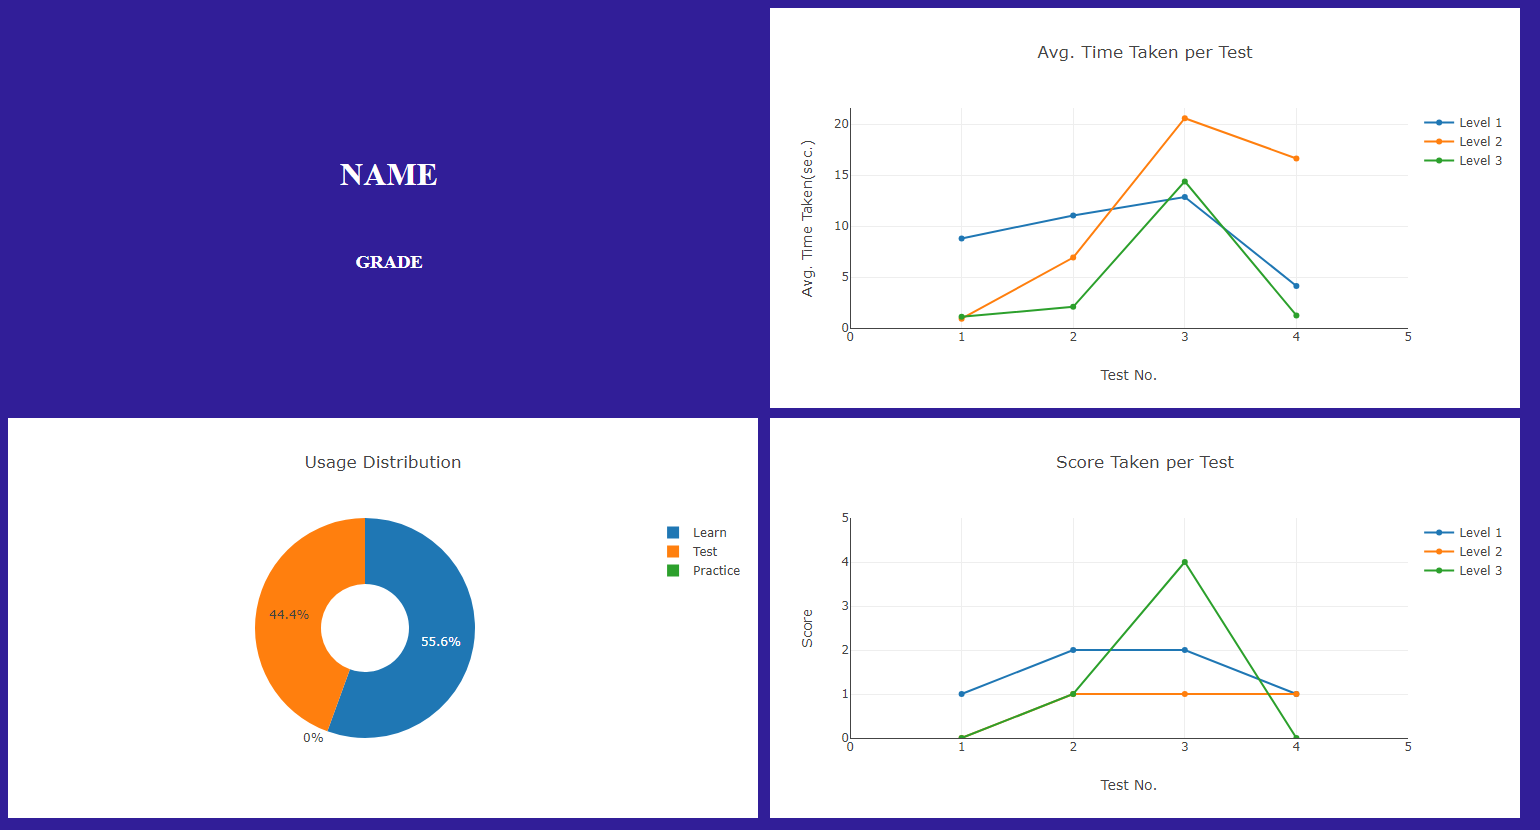 NAME
GRADE
Avg. Time Taken per Test
Avg. Time Taken(sec.)
20
15
10
5
0
0 1 2 3 4 5
Test No.
Level 1
Level 2
Level 3
Usage Distribution
44.4%
55.6%
0%
Learn
Test
Practice
Score Taken per Test
Score
5
4
3
2
1
0
0 1 2 3 4 5
Test No.
Level 1
Level 2
Level 3